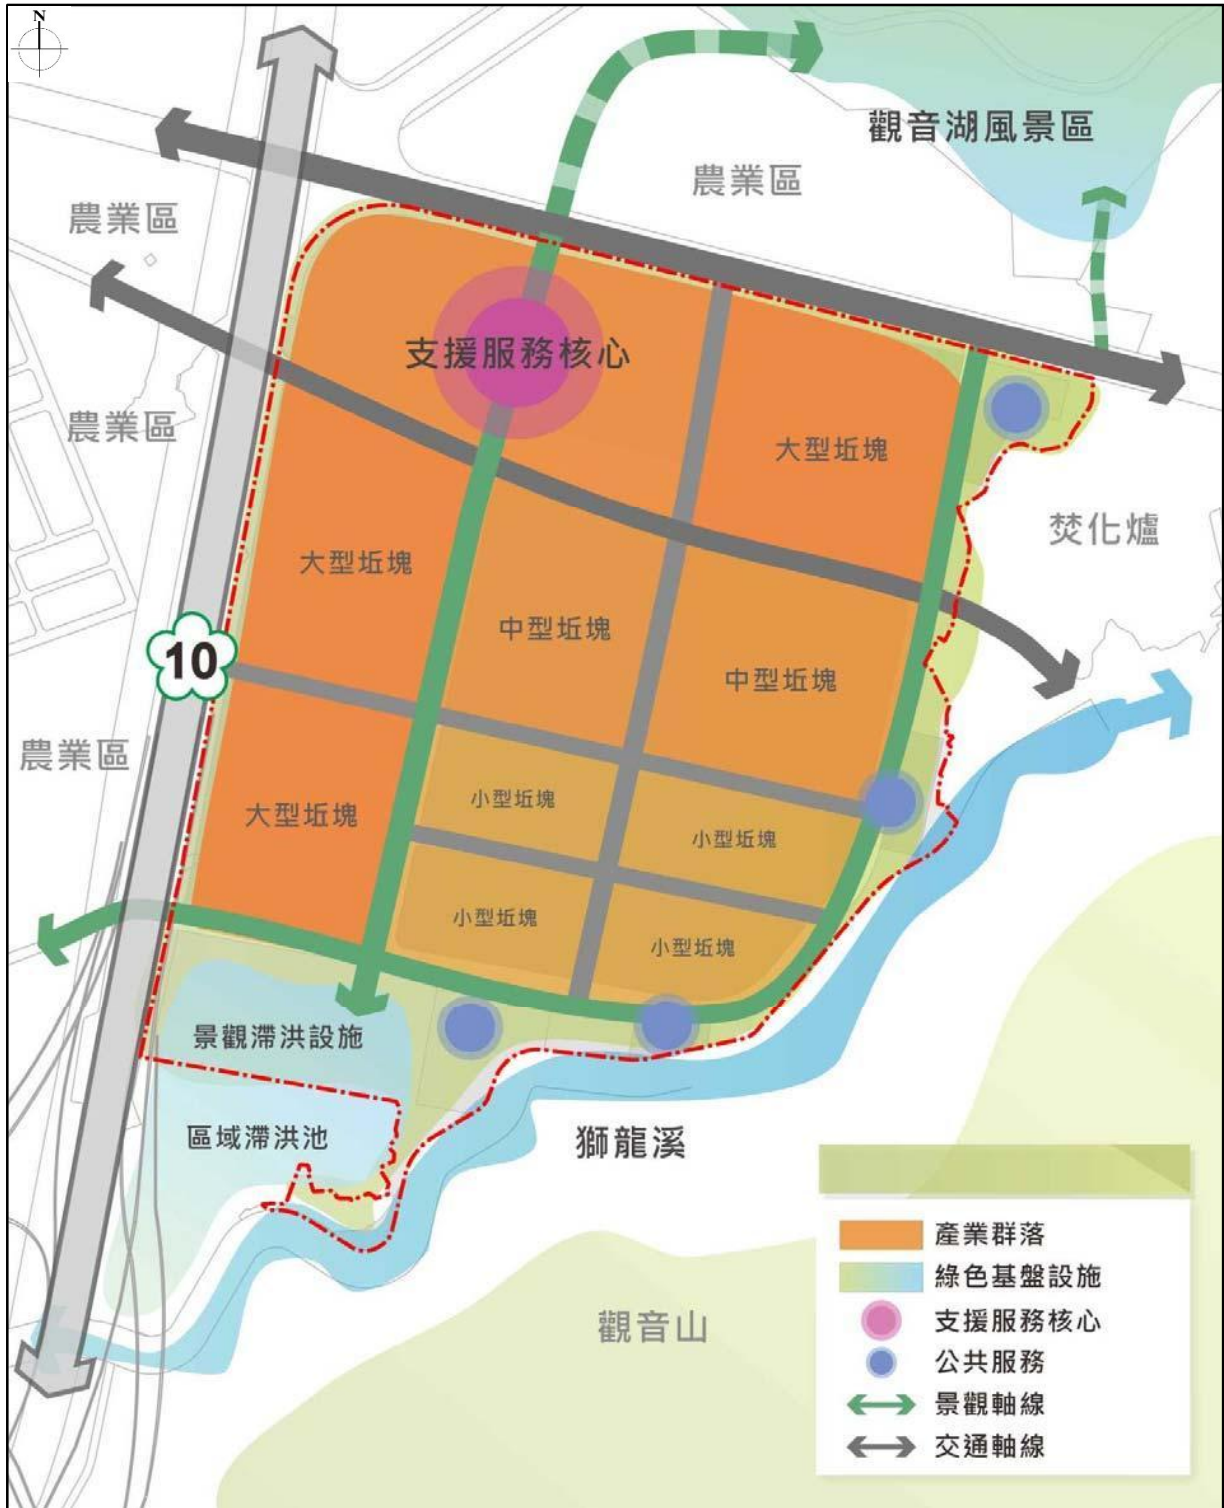 N
觀音湖風景區
農業區
農業區
支援服務核心
農業區
大型坵塊
焚化爐
大型坵塊
中型坵塊
10
中型坵塊
農業區
小型坵塊
大型坵塊
小型坵塊
小型坵塊
小型坵塊
景觀滯洪設施
區域滯洪池
獅龍溪
觀音山
產業群落
綠色基盤設施
支援服務核心
公共服務
景觀軸線
交通軸線